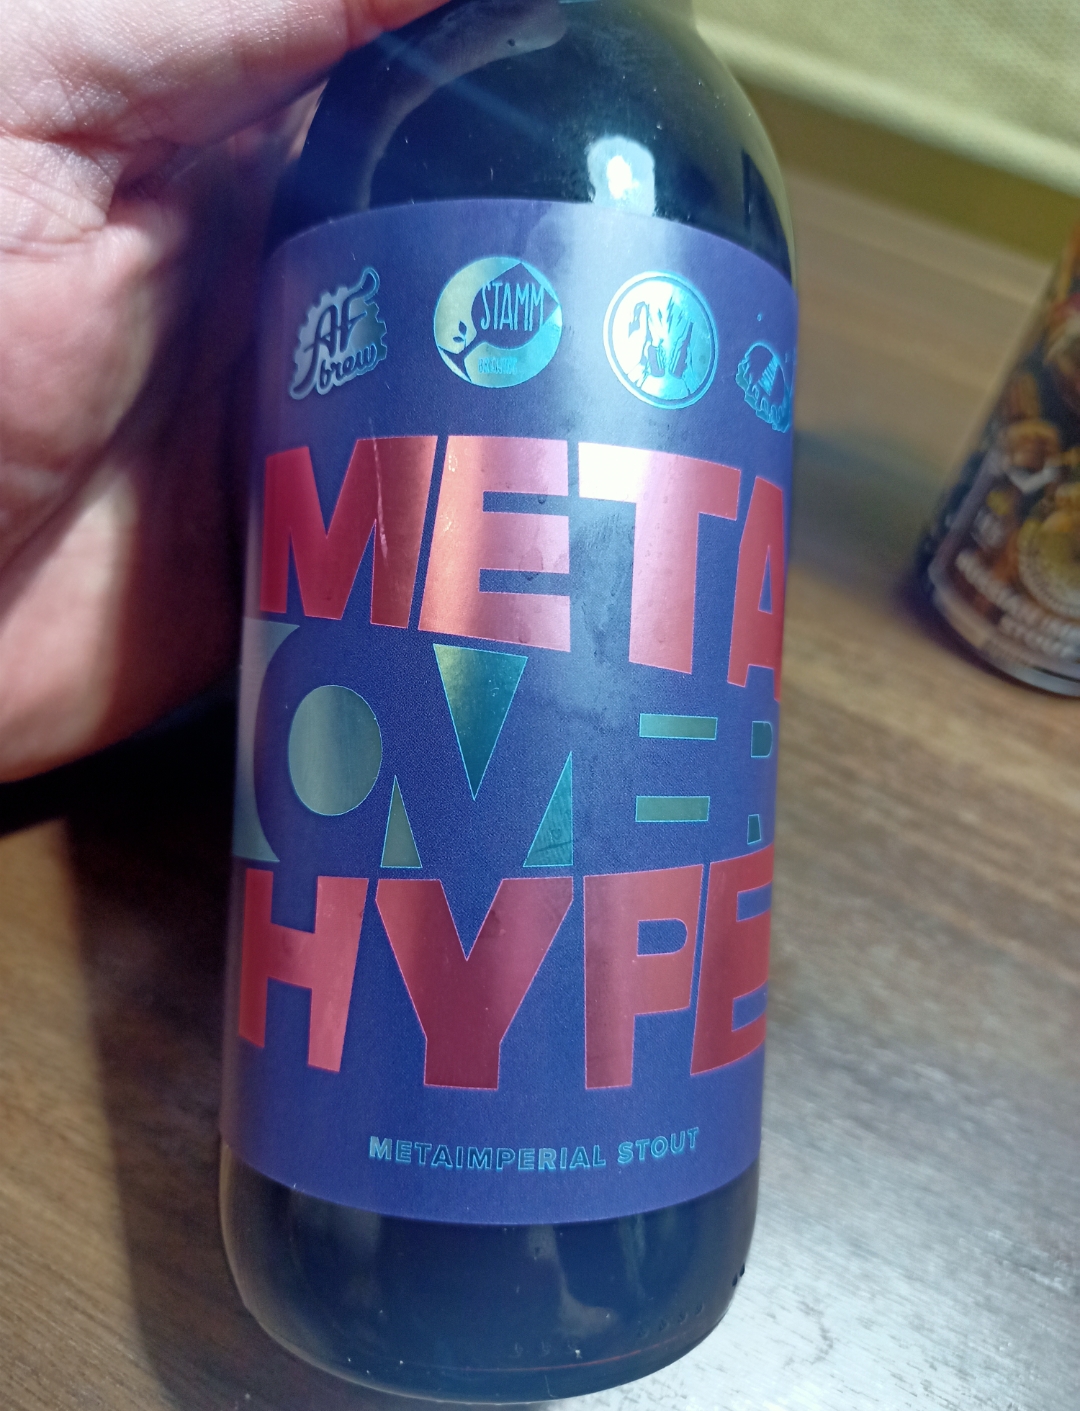 AF
brew
STAMM
META
OVER
HYPE
METAIMPERIAL STOUT